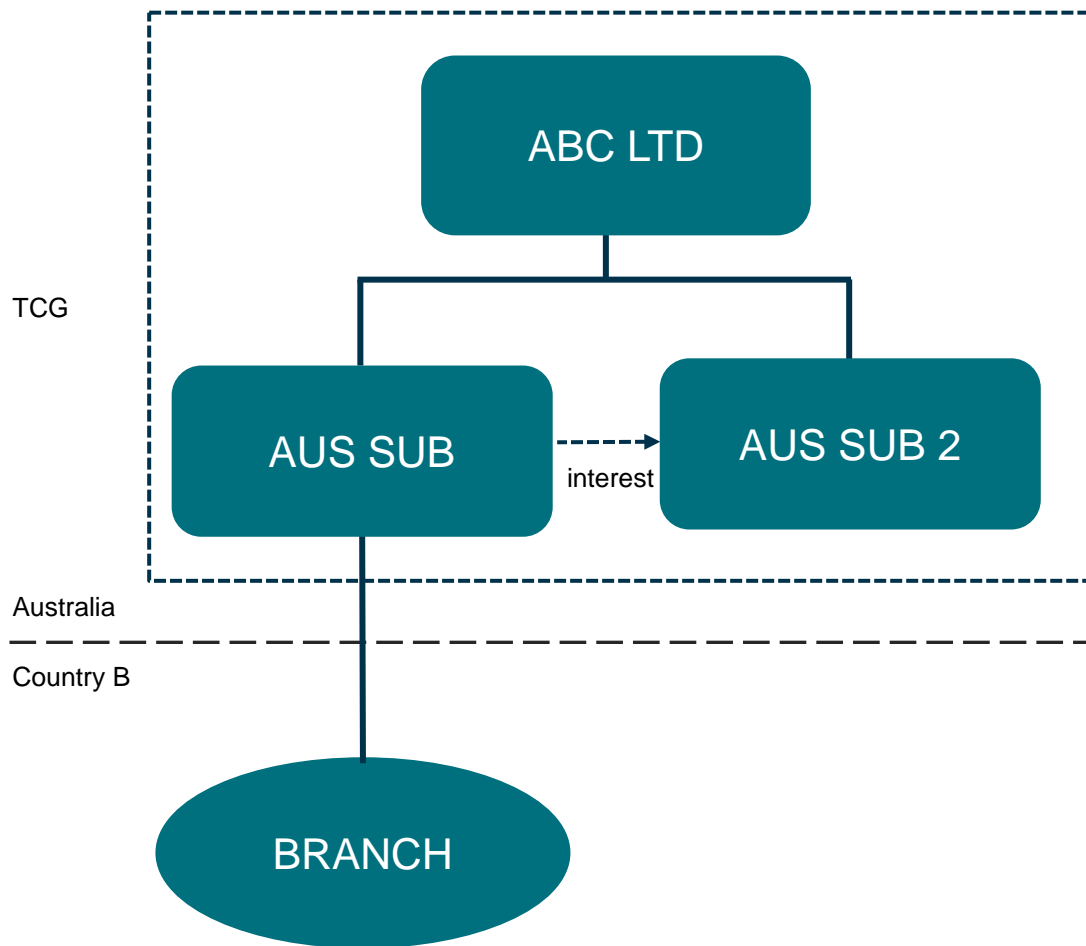 ABC LTD
TCG
AUS SUB
AUS SUB 2
interest
Australia
Country B
BRANCH